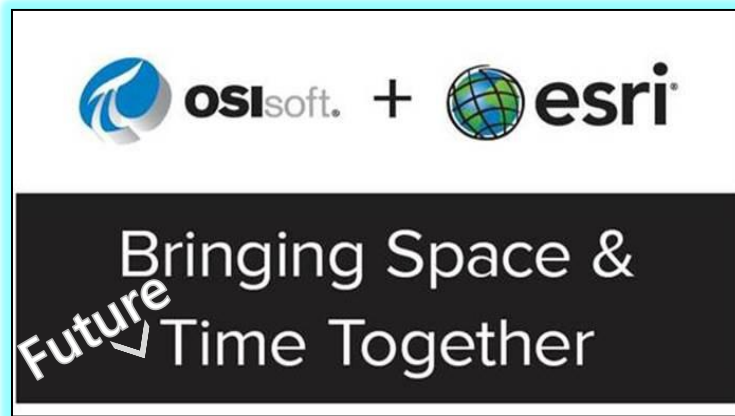 OSIsoft. + esri
Bringing Space &
Future
Time Together